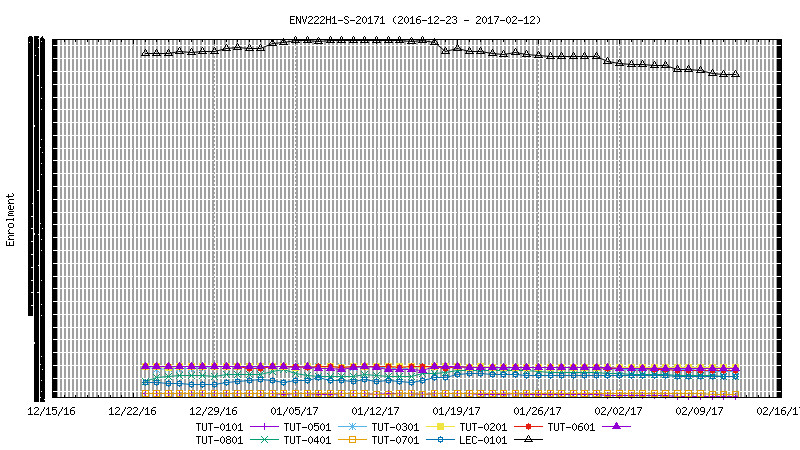 ENV222H1-S-20171 (2016-12-23 - 2017-02-12)
Enrolment
12/15/16 12/22/16 12/29/16 01/05/17 01/12/17 01/19/17 01/26/17 02/02/17 02/09/17 02/16/17
TUT-0101 TUT-0501 TUT-0301 TUT-0201 TUT-0601
TUT-0801 TUT-0401 TUT-0701 LEC-0101